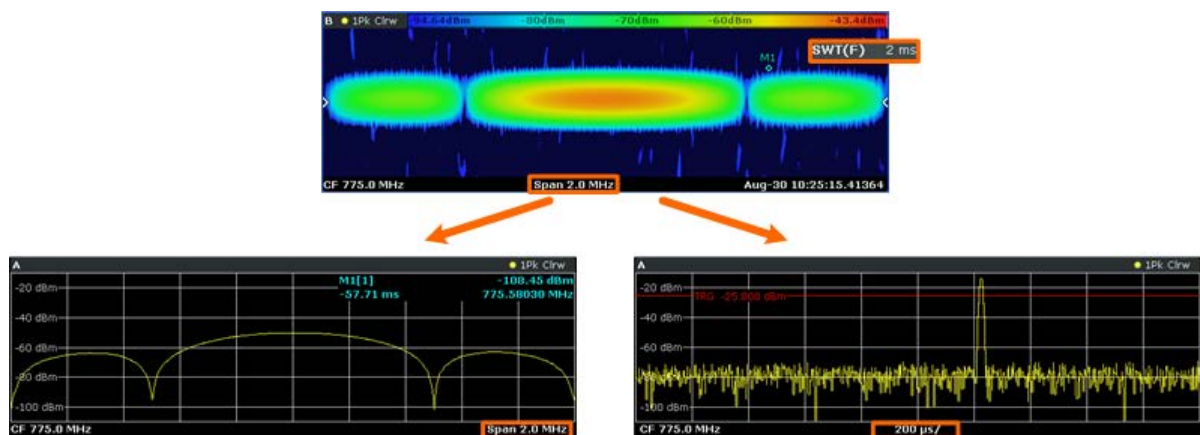 B 1Pk Clrw -94.64dBm -80dBm -70dBm -60dBm -43.4dBm
SWT(F) 2 ms
M1
CF 775.0 MHz Span 2.0 MHz Aug-30 10:25:15.41364
A 1Pk Clrw
M1[1] -108.45 dBm
-57.71 ms 775.58030 MHz
-20 dBm
-40 dBm
-60 dBm
-80 dBm
-100 dBm
CF 775.0 MHz Span 2.0 MHz
A 1Pk Clrw
-20 dBm
TRG -25.000 dBm
-40 dBm
-60 dBm
-80 dBm
-100 dBm
CF 775.0 MHz 200 µs/